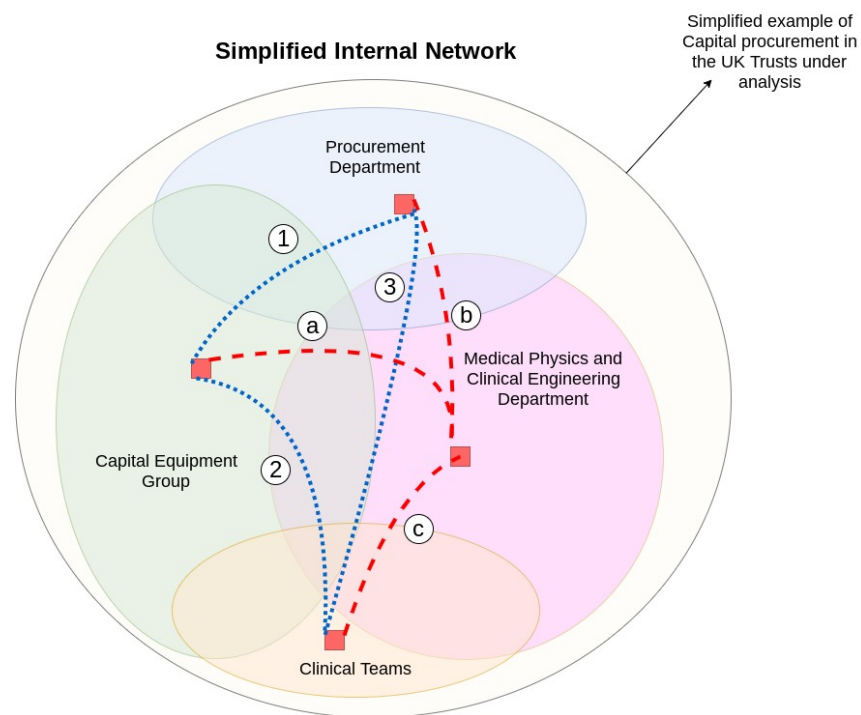 Simplified example of
Capital procurement in
the UK Trusts under
analysis
Simplified Internal Network
Procurement
Department
1
3
a
b
Medical Physics and
Clinical Engineering
Department
Capital Equipment
Group
2
c
Clinical Teams